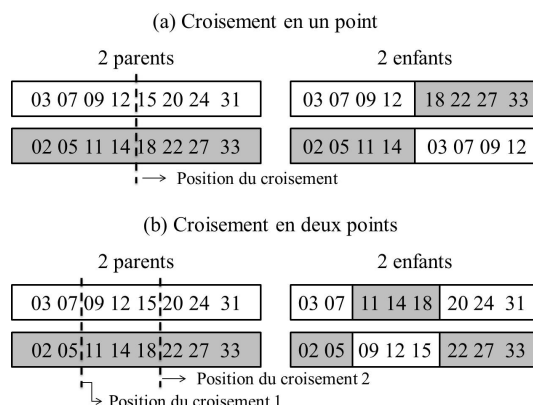 (a) Croisement en un point
2 parents 2 enfants
03 07 09 12 15 20 24 31 03 07 09 12 18 22 27 33
02 05 11 14 18 22 27 33 02 05 11 14 03 07 09 12
Position du croisement
(b) Croisement en deux points
2 parents 2 enfants
03 07 09 12 15 20 24 31 03 07 11 14 18 20 24 31
02 05 11 14 18 22 27 33 02 05 09 12 15 22 27 33
Position du croisement 2
Position du croisement 1